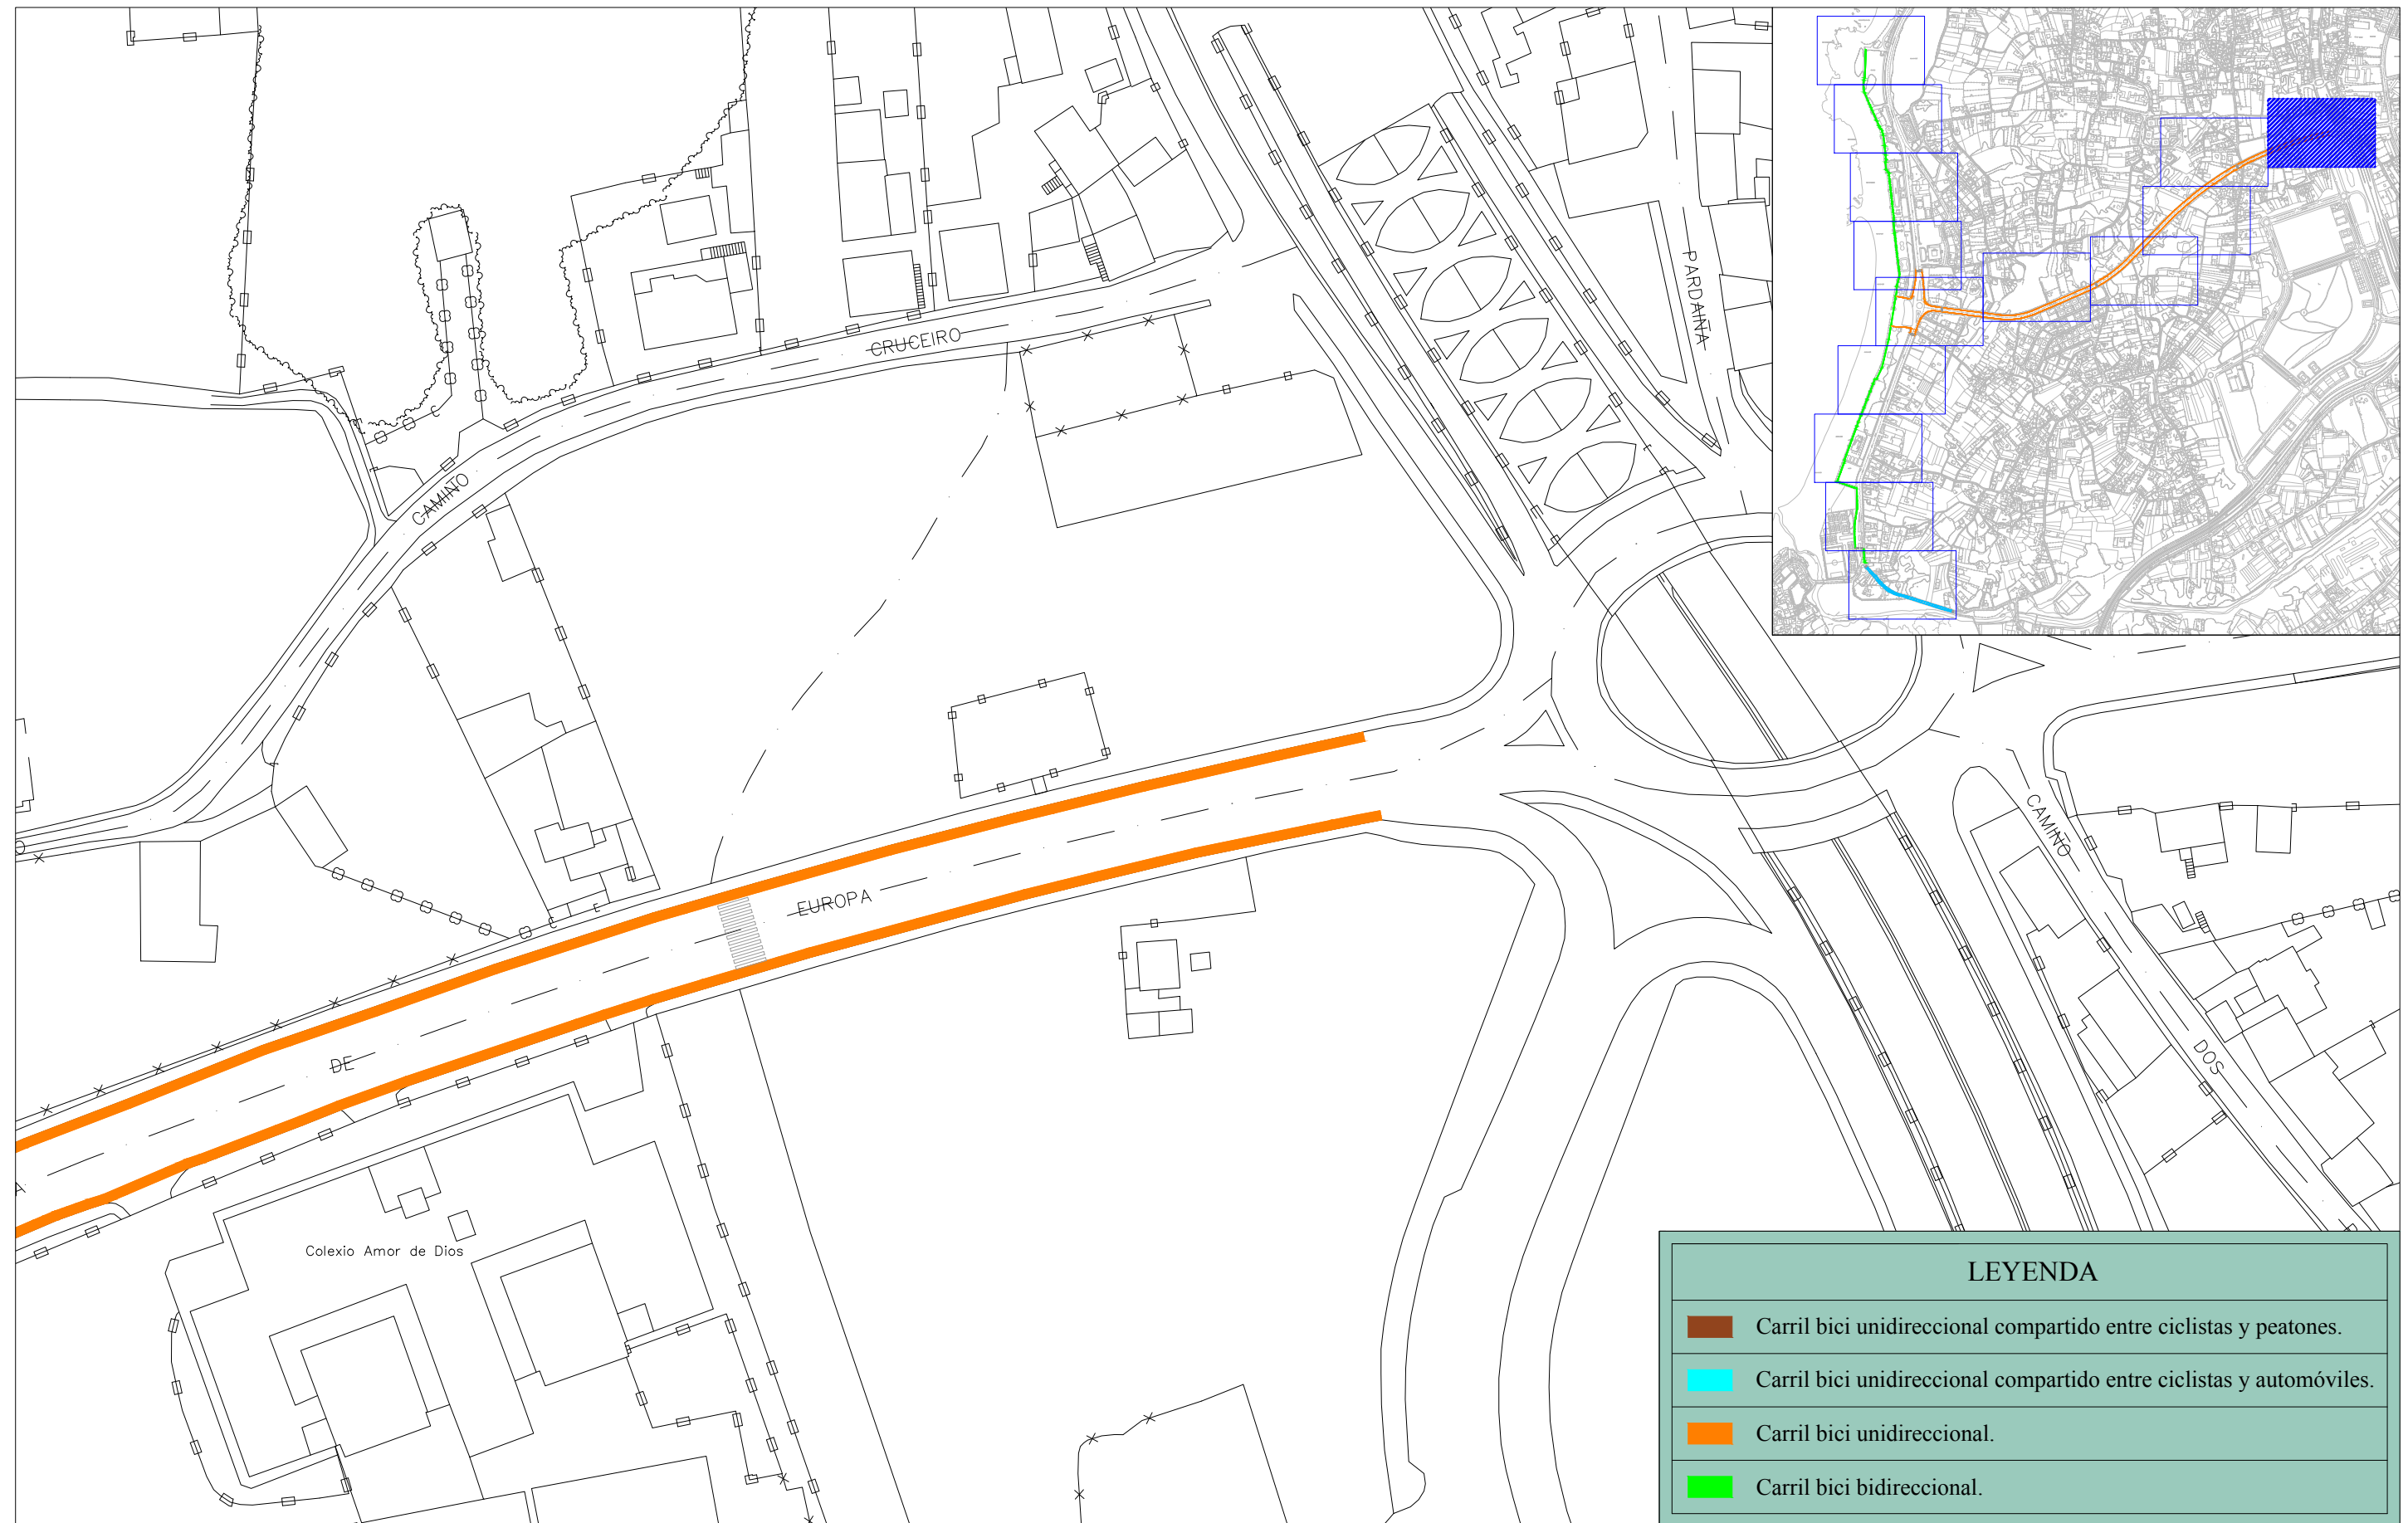 CRUCEIRO
CAMIÑO
PARDAIÑA
EUROPA
DE
A
O
CAMIÑO
DOS
Colexio Amor de Dios
LEYENDA
Carril bici unidireccional compartido entre ciclistas y peatones.
Carril bici unidireccional compartido entre ciclistas y automóviles.
Carril bici unidireccional.
Carril bici bidireccional.